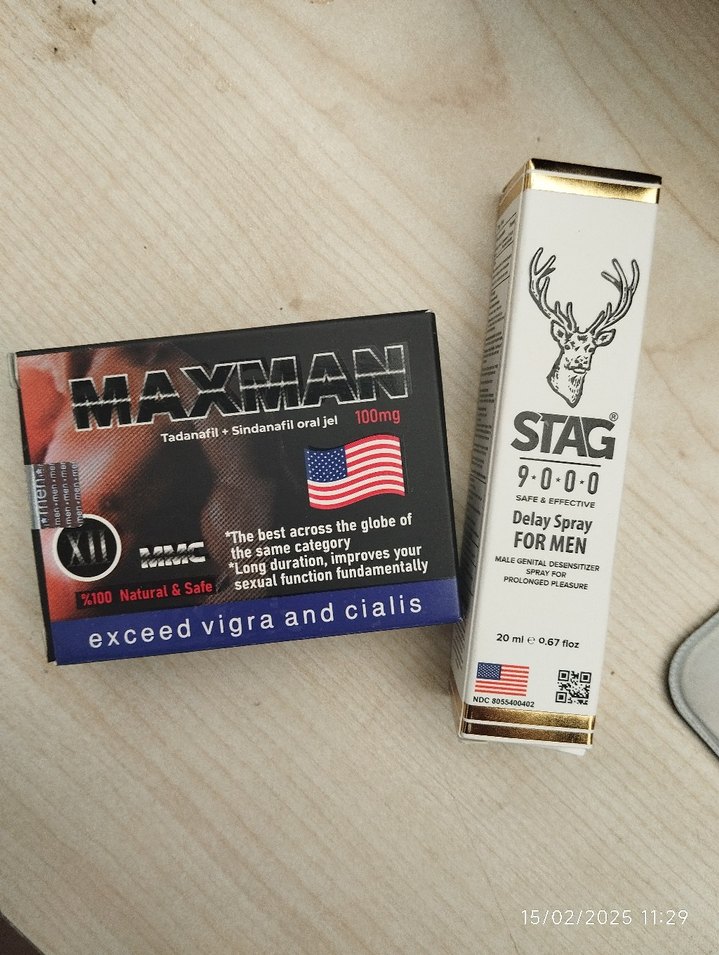 MAXMAN
Tadanafil + Sindanafil oral jel 100mg
men men men
XII
MMC
*The best across the globe of
the same category
*Long duration, improves your
sexual function fundamentally
%100 Natural & Safe
exceed vigra and cialis
STAG®
9·0·0·0
SAFE & EFFECTIVE
Delay Spray
FOR MEN
MALE GENITAL DESENSITIZER
SPRAY FOR
PROLONGED PLEASURE
20 ml ℮ 0.67 floz
NDC 8055400402
15/02/2025 11:29